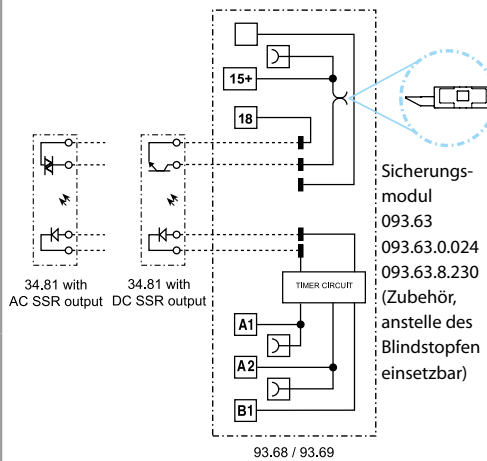 15+
18
Sicherungs-
modul
093.63
093.63.0.024
093.63.8.230
(Zubehör,
anstelle des
Blindstopfen
einsetzbar)
34.81 with
AC SSR output
34.81 with
DC SSR output
TIMER CIRCUIT
A1
A2
B1
93.68 / 93.69